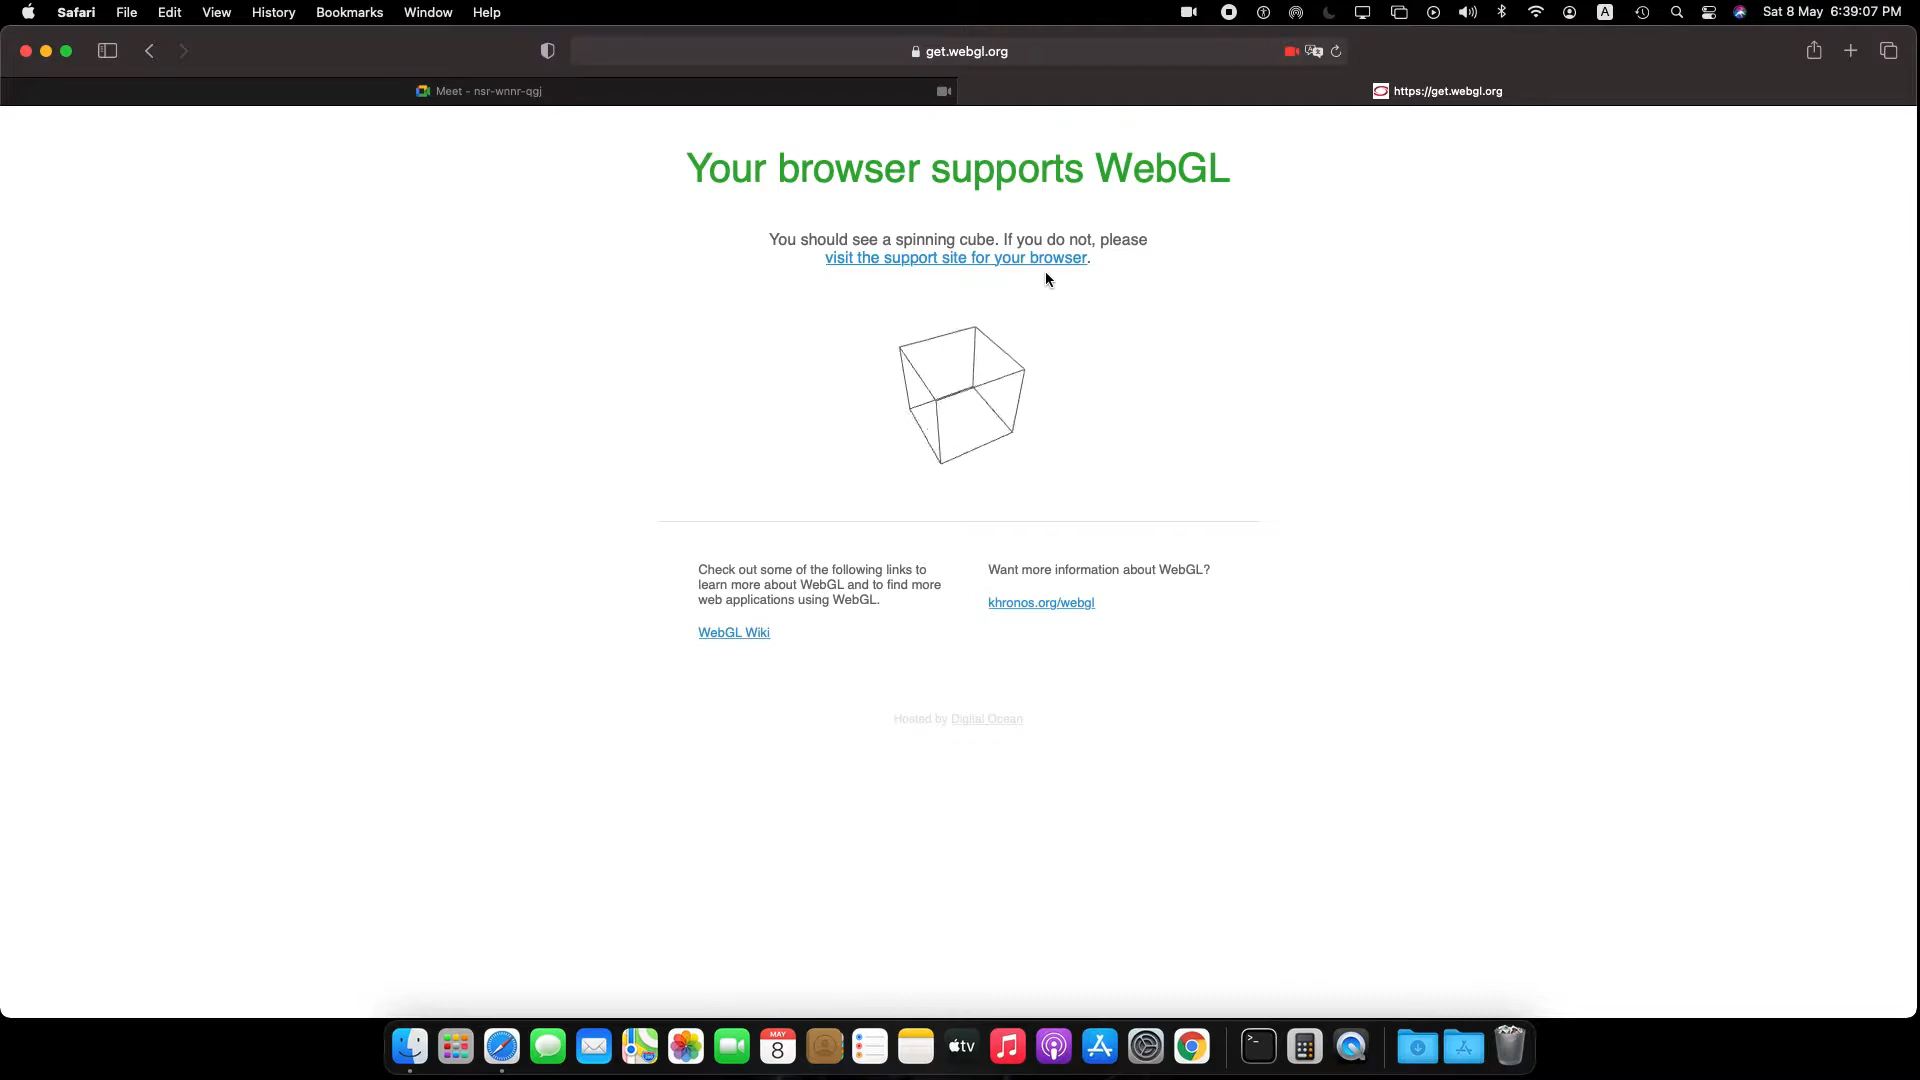 Safari File Edit View History Bookmarks Window Help
A
Sat 8 May 6:39:07 PM
get.webgl.org
Meet - nsr-wnnr-qgj
https://get.webgl.org
Your browser supports WebGL
You should see a spinning cube. If you do not, please
visit the support site for your browser.
Check out some of the following links to
learn more about WebGL and to find more
web applications using WebGL.
WebGL Wiki
Want more information about WebGL?
khronos.org/webgl
Hosted by Digital Ocean
MAY
8
tv